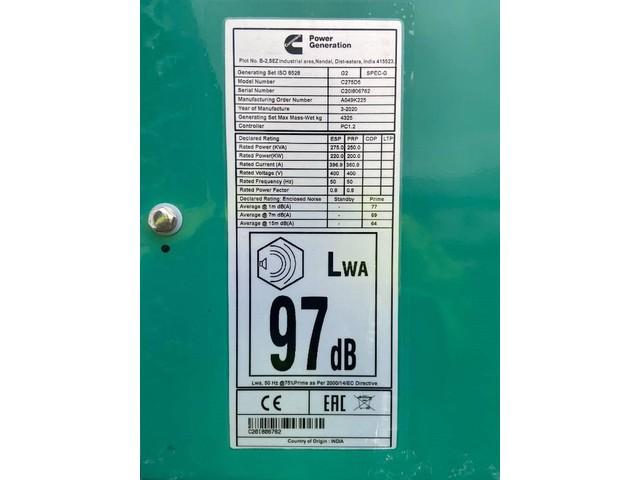 Power
Generation
Plot No. B-2,SEZ Industrial area, Nandal, Dist-satara, India 415523.
Generating Set ISO 8528 G2 SPEC-G
Model Number C275D5
Serial Number C20I806762
Manufacturing Order Number A049K225
Year of Manufacture 3-2020
Generating Set Max Mass-Wet kg 4325
Controller PC1.2
Declared Rating ESP PRP COP LTP
Rated Power (KVA) 275.0 250.0
Rated Power(KW) 220.0 200.0
Rated Current (A) 396.9 360.9
Rated Voltage (V) 400 400
Rated Frequency (Hz) 50 50
Rated Power Factor 0.8 0.8
Declared Rating: Enclosed Noise Standby Prime
Average @ 1m dB(A) - 77
Average @ 7m dB(A) - 69
Average @ 15m dB(A) - 64
LWA
97 dB
Lwa, 50 Hz @75%Prime as Per 2000/14/EC Directive
CE EAC
C20I806762
Country of Origin : INDIA